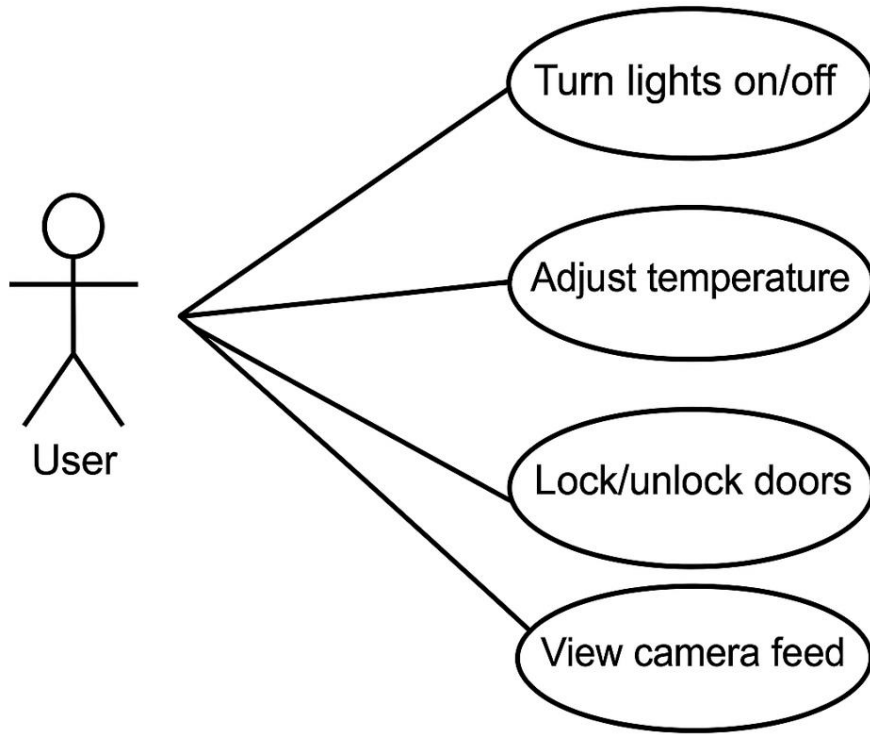 Turn lights on/off
Adjust temperature
User
Lock/unlock doors
View camera feed